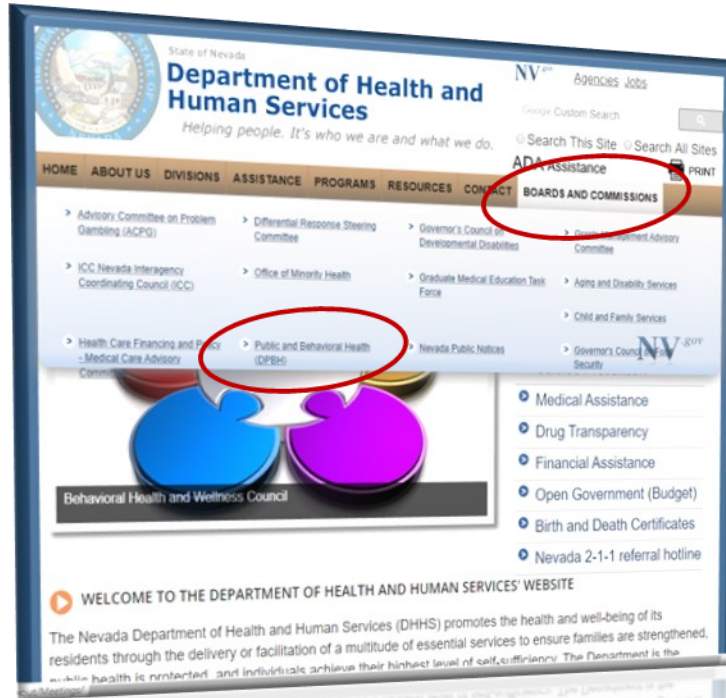 State of Nevada
Department of Health and
Human Services
Helping people. It's who we are and what we do.
NV.gov
Agencies Jobs
Google Custom Search
Search This Site Search All Sites
ADA Assistance
PRINT
HOME ABOUT US DIVISIONS ASSISTANCE PROGRAMS RESOURCES CONTACT BOARDS AND COMMISSIONS
Advisory Committee on Problem
Gambling (ACPG)
Differential Response Steering
Committee
Governor's Council on
Developmental Disabilities
Grants Management Advisory
Committee
ICC Nevada Interagency
Coordinating Council (ICC)
Office of Minority Health
Graduate Medical Education Task
Force
Aging and Disability Services
Child and Family Services
Health Care Financing and Policy
- Medical Care Advisory
Public and Behavioral Health
(DPBH)
Nevada Public Notices
Governor's Council
Security
NV.gov
Medical Assistance
Drug Transparency
Financial Assistance
Open Government (Budget)
Birth and Death Certificates
Nevada 2-1-1 referral hotline
Behavioral Health and Wellness Council
WELCOME TO THE DEPARTMENT OF HEALTH AND HUMAN SERVICES' WEBSITE
The Nevada Department of Health and Human Services (DHHS) promotes the health and well-being of its
residents through the delivery or facilitation of a multitude of essential services to ensure families are strengthened,
public health is protected, and individuals achieve their highest level of self-sufficiency. The Department is the